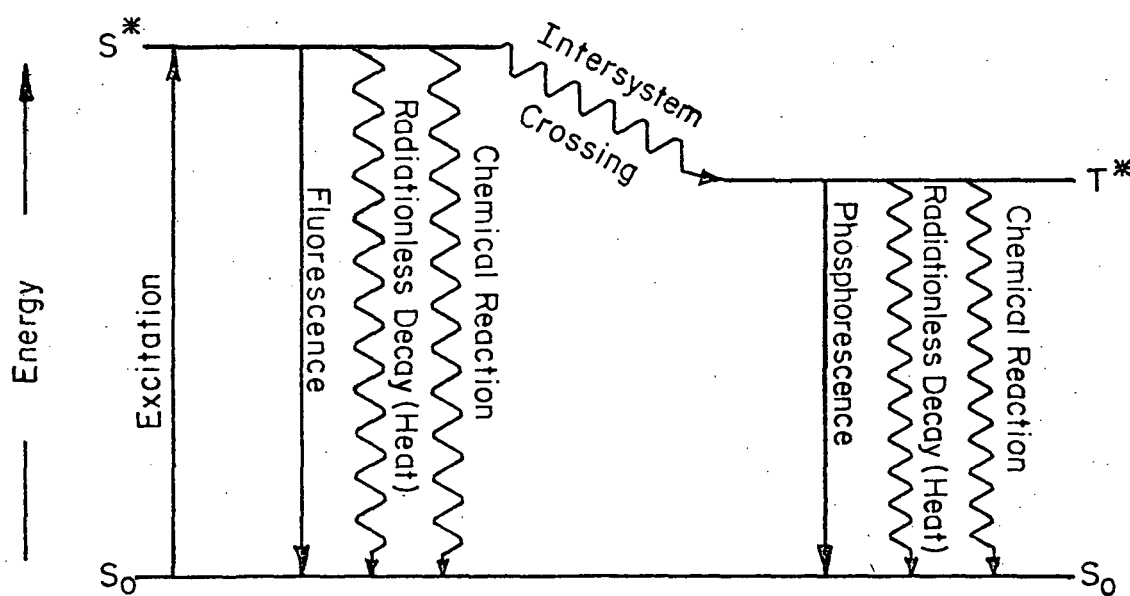 S*
Intersystem
Crossing
T*
Energy
Excitation
Fluorescence
Radiationless Decay (Heat)
Chemical Reaction
Phosphorescence
Radiationless Decay (Heat)
Chemical Reaction
S₀
S₀